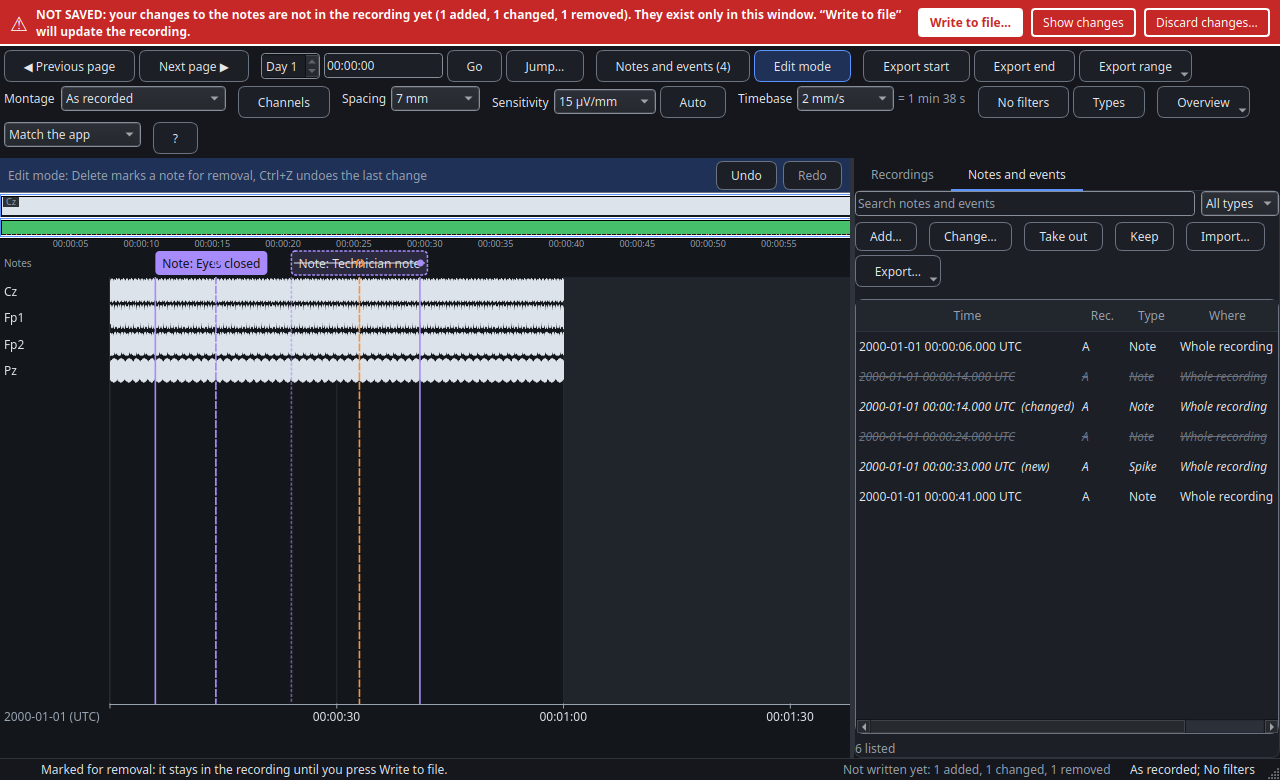 NOT SAVED: your changes to the notes are not in the recording yet (1 added, 1 changed, 1 removed). They exist only in this window. “Write to file”
will update the recording.
Write to file...
Show changes
Discard changes...
◀ Previous page
Next page ▶
Day 1
00:00:00
Go
Jump...
Notes and events (4)
Edit mode
Export start
Export end
Export range
Montage
As recorded
Channels
Spacing
7 mm
Sensitivity
15 µV/mm
Auto
Timebase
2 mm/s
= 1 min 38 s
No filters
Types
Overview
Match the app
?
Edit mode: Delete marks a note for removal, Ctrl+Z undoes the last change
Undo
Redo
Cz
00:00:05 00:00:10 00:00:15 00:00:20 00:00:25 00:00:30 00:00:35 00:00:40 00:00:45 00:00:50 00:00:55
Notes
Note: Eyes closed
Note: Technician note
Cz
Fp1
Fp2
Pz
2000-01-01 (UTC)
00:00:30
00:01:00
00:01:30
Recordings
Notes and events
Search notes and events
All types
Add...
Change...
Take out
Keep
Import...
Export...
Time Rec. Type Where
2000-01-01 00:00:06.000 UTC A Note Whole recording
2000-01-01 00:00:14.000 UTC A Note Whole recording
2000-01-01 00:00:14.000 UTC (changed) A Note Whole recording
2000-01-01 00:00:24.000 UTC A Note Whole recording
2000-01-01 00:00:33.000 UTC (new) A Spike Whole recording
2000-01-01 00:00:41.000 UTC A Note Whole recording
6 listed
Marked for removal: it stays in the recording until you press Write to file.
Not written yet: 1 added, 1 changed, 1 removed
As recorded; No filters